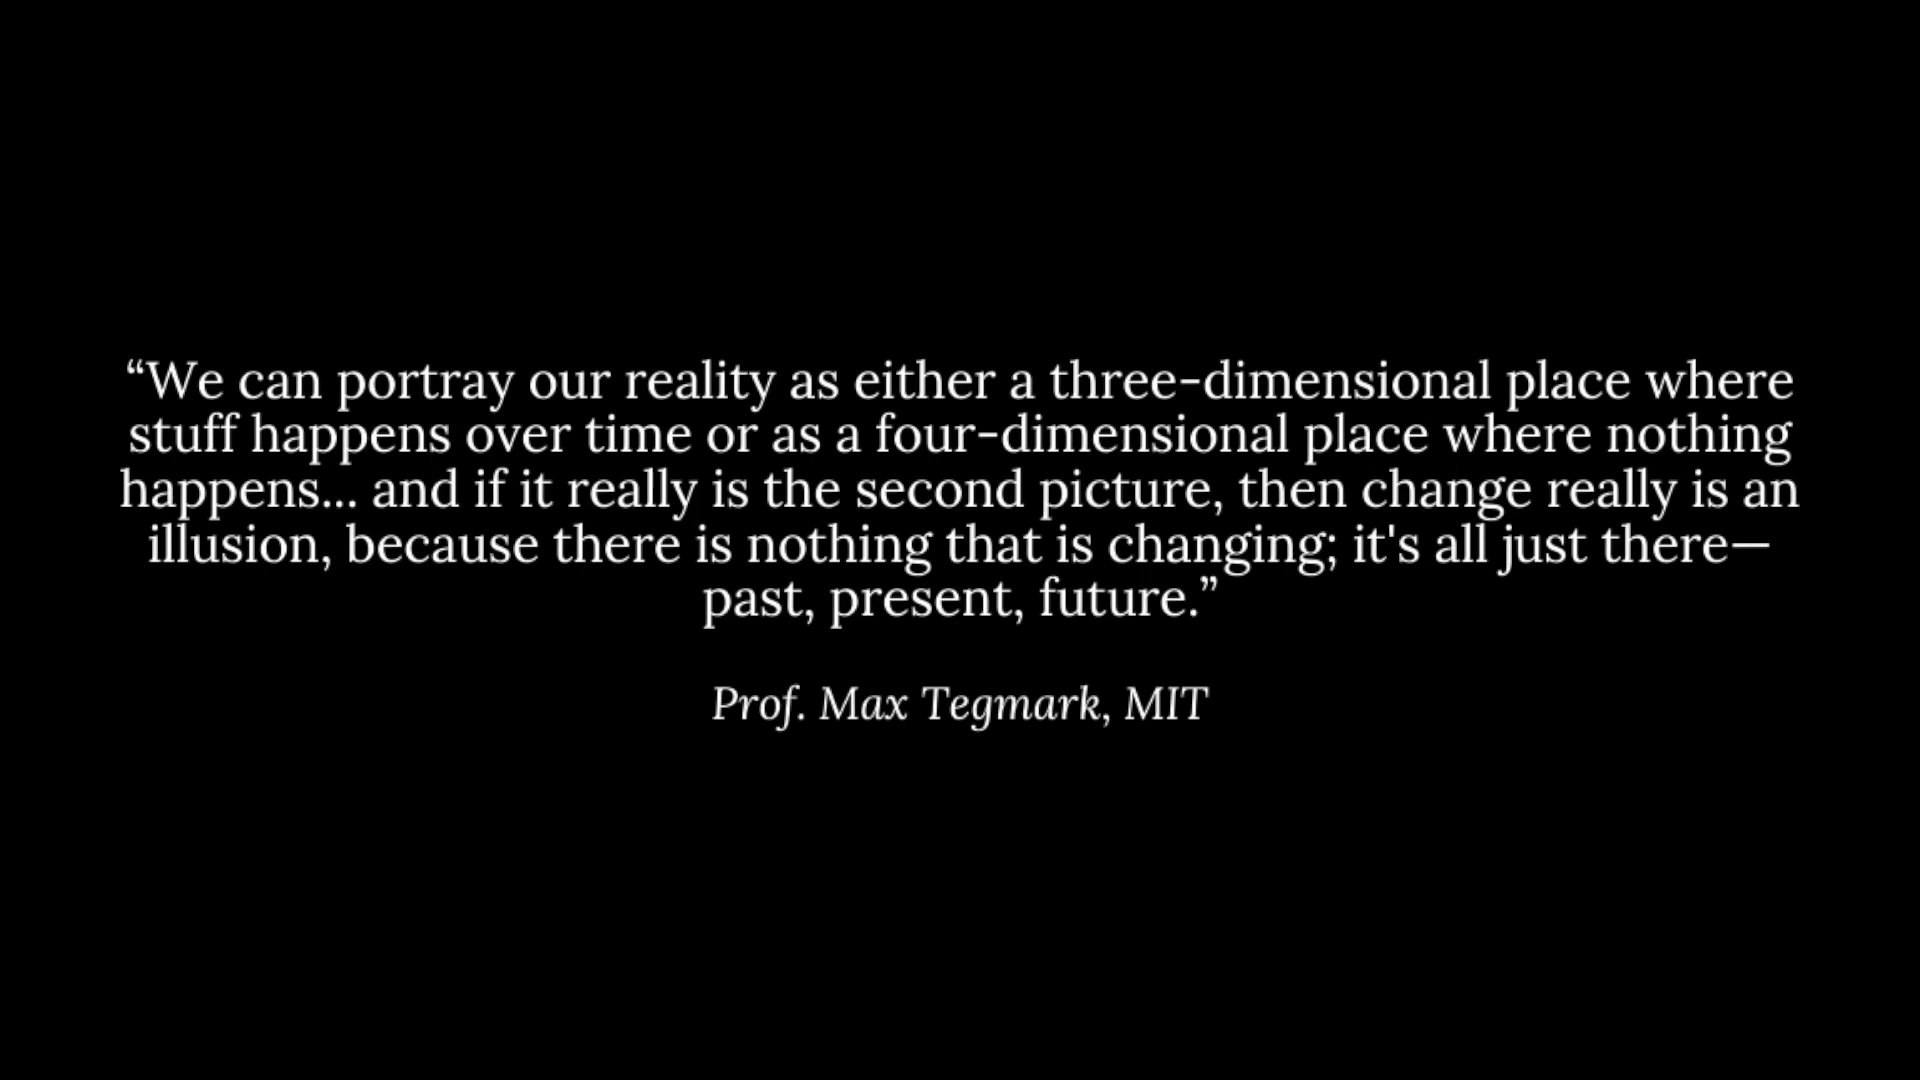 “We can portray our reality as either a three-dimensional place where
stuff happens over time or as a four-dimensional place where nothing
happens... and if it really is the second picture, then change really is an
illusion, because there is nothing that is changing; it's all just there—
past, present, future.”
Prof. Max Tegmark, MIT